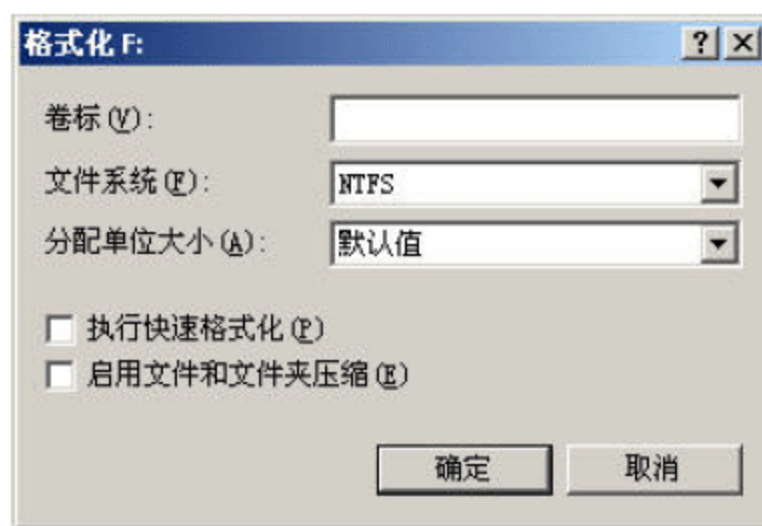 格式化 F:
卷标(V):
文件系统(F): NTFS
分配单位大小(A): 默认值
执行快速格式化(P)
启用文件和文件夹压缩(E)
确定 取消